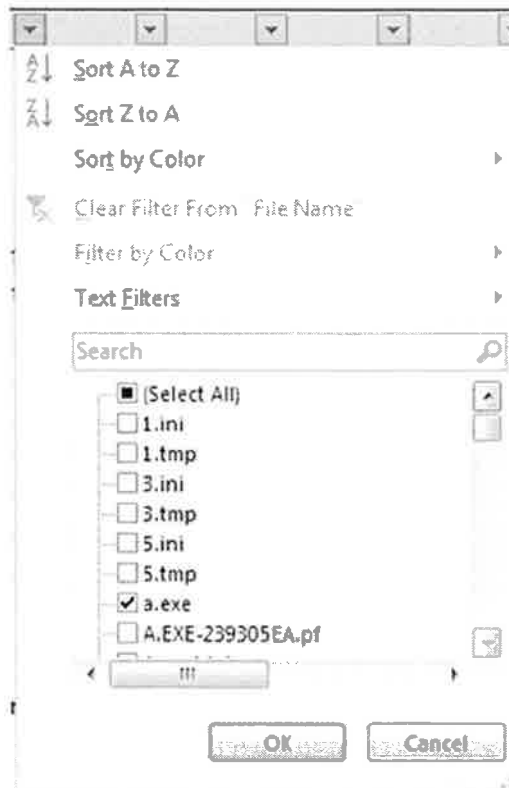 Sort A to Z
Sort Z to A
Sort by Color
Clear Filter From File Name
Filter by Color
Text Filters
Search
(Select All)
1.ini
1.tmp
3.ini
3.tmp
5.ini
5.tmp
a.exe
A.EXE-239305EA.pf
OK
Cancel